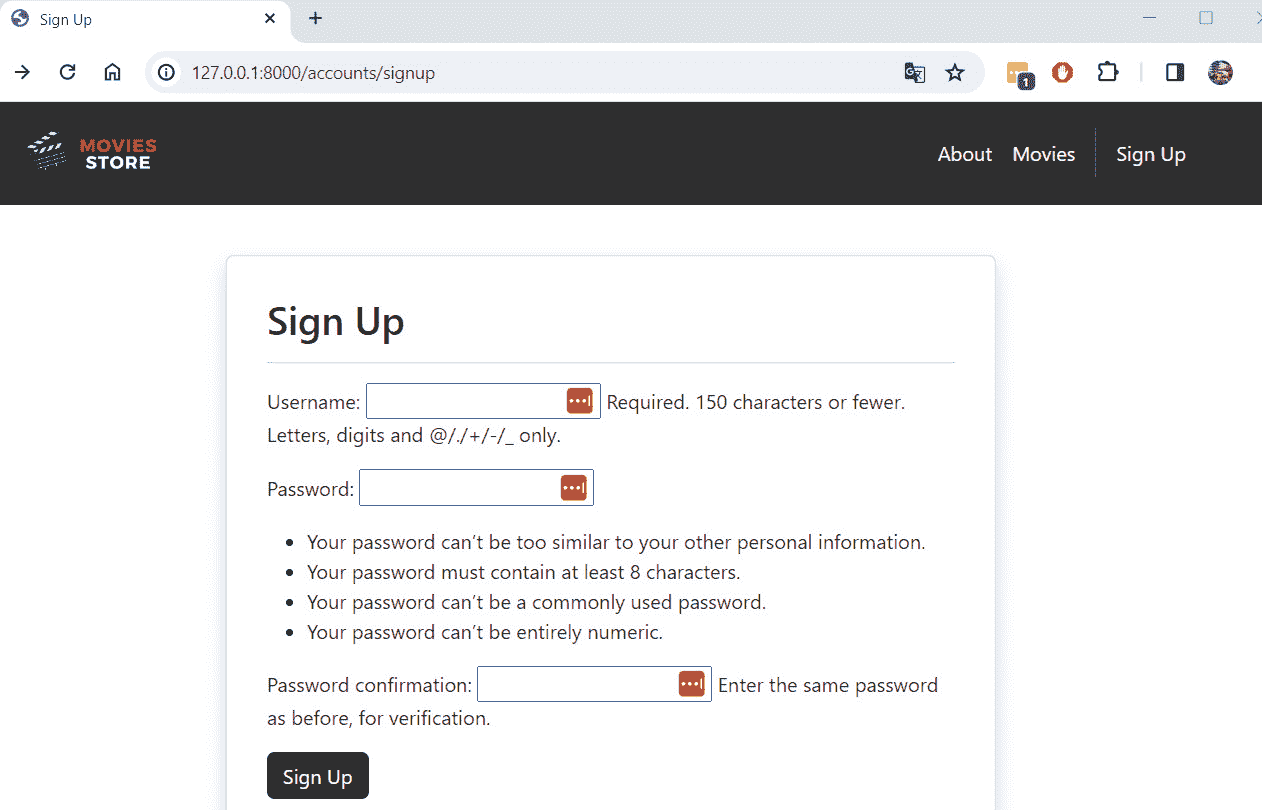 Sign Up
127.0.0.1:8000/accounts/signup
1
MOVIES
STORE
About Movies Sign Up
Sign Up
Username: Required. 150 characters or fewer.
Letters, digits and @/./+/-/_ only.
Password:
• Your password can’t be too similar to your other personal information.
• Your password must contain at least 8 characters.
• Your password can’t be a commonly used password.
• Your password can’t be entirely numeric.
Password confirmation: Enter the same password
as before, for verification.
Sign Up